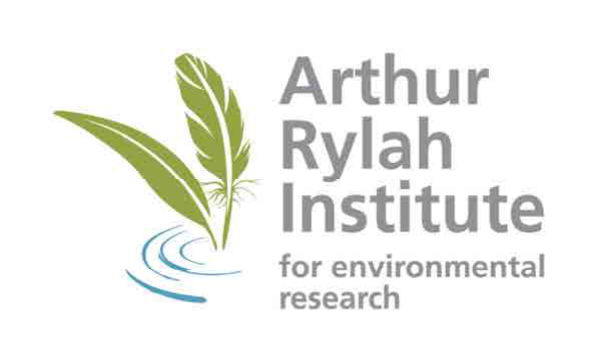 Arthur
Rylah
Institute
for environmental
research